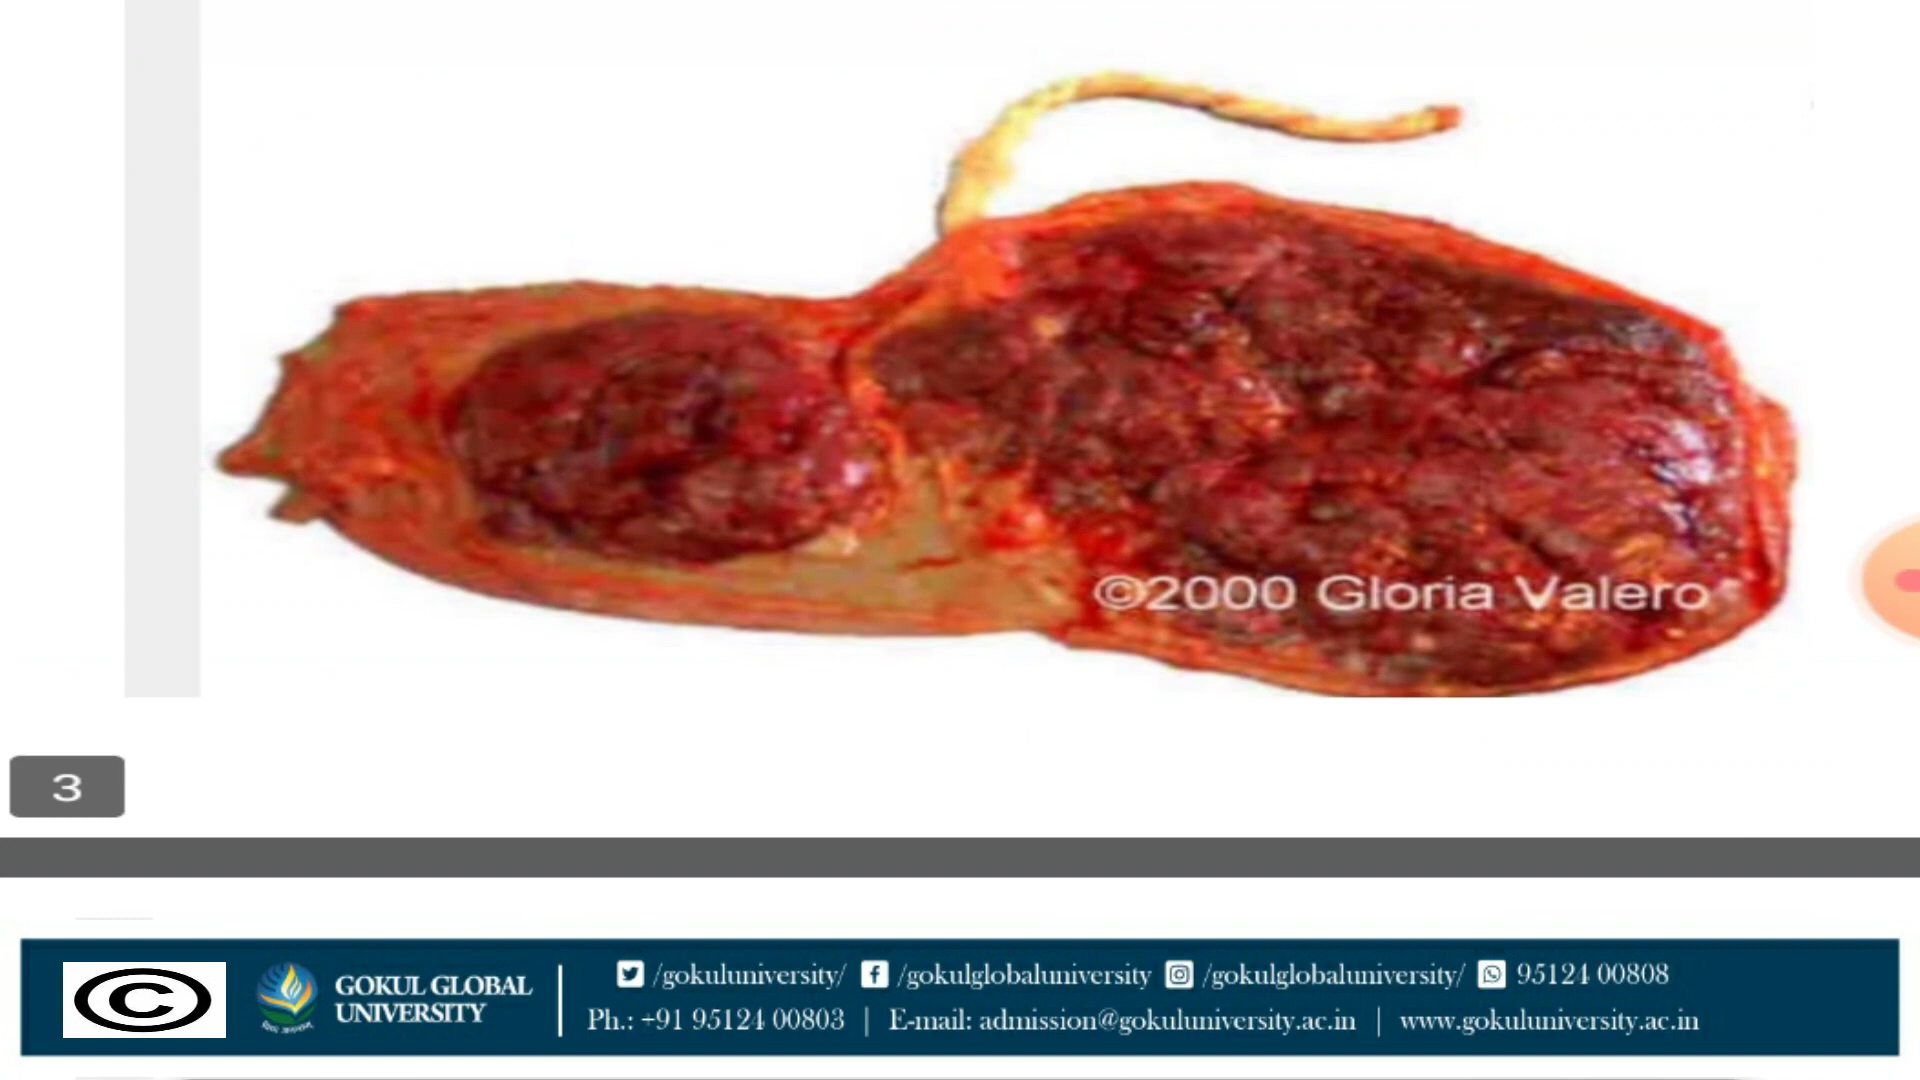 ©2000 Gloria Valero
3
©
GOKUL GLOBAL
UNIVERSITY
/gokuluniversity/ /gokulglobaluniversity /gokulglobaluniversity/ 95124 00808
Ph.: +91 95124 00803 | E-mail: admission@gokuluniversity.ac.in | www.gokuluniversity.ac.in